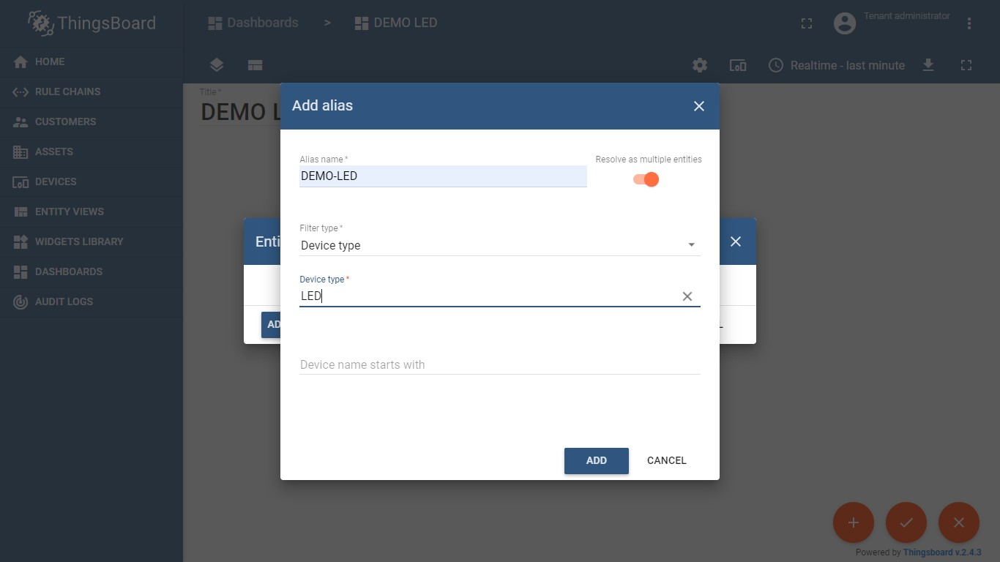 ThingsBoard
Dashboards > DEMO LED
Tenant administrator
HOME
RULE CHAINS
CUSTOMERS
ASSETS
DEVICES
ENTITY VIEWS
WIDGETS LIBRARY
DASHBOARDS
AUDIT LOGS
Realtime - last minute
Title *
DEMO L
Add alias
Alias name *
DEMO-LED
Resolve as multiple entities
Filter type *
Device type
Device type *
LED
Device name starts with
ADD
CANCEL
Enti
AD
Powered by Thingsboard v.2.4.3